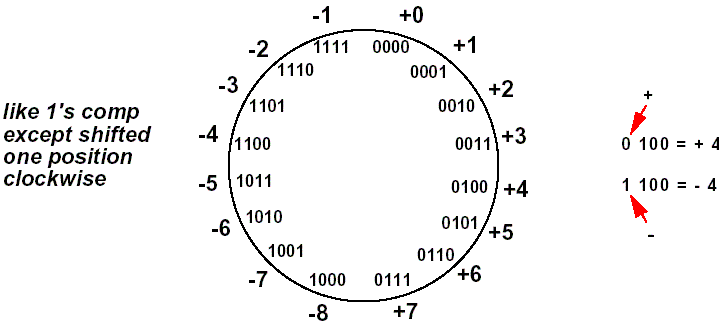 -1 +0
-2 1111 0000 +1
1110 0001
-3 +2
1101 0010
like 1's comp
except shifted
one position
clockwise
-4 1100 0011 +3
-5 1011 0100 +4
1010 0101
-6 +5
1001 0110
-7 +6
1000 0111
-8 +7
+
0 100 = + 4
1 100 = - 4
-